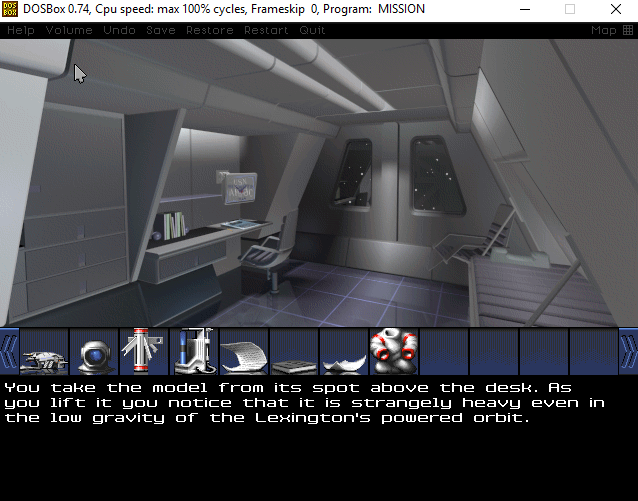 DOSBox 0.74, Cpu speed: max 100% cycles, Frameskip 0, Program: MISSION
Help Volume Undo Save Restore Restart Quit Map
You take the model from its spot above the desk. As
you lift it you notice that it is strangely heavy even in
the low gravity of the Lexington's powered orbit.